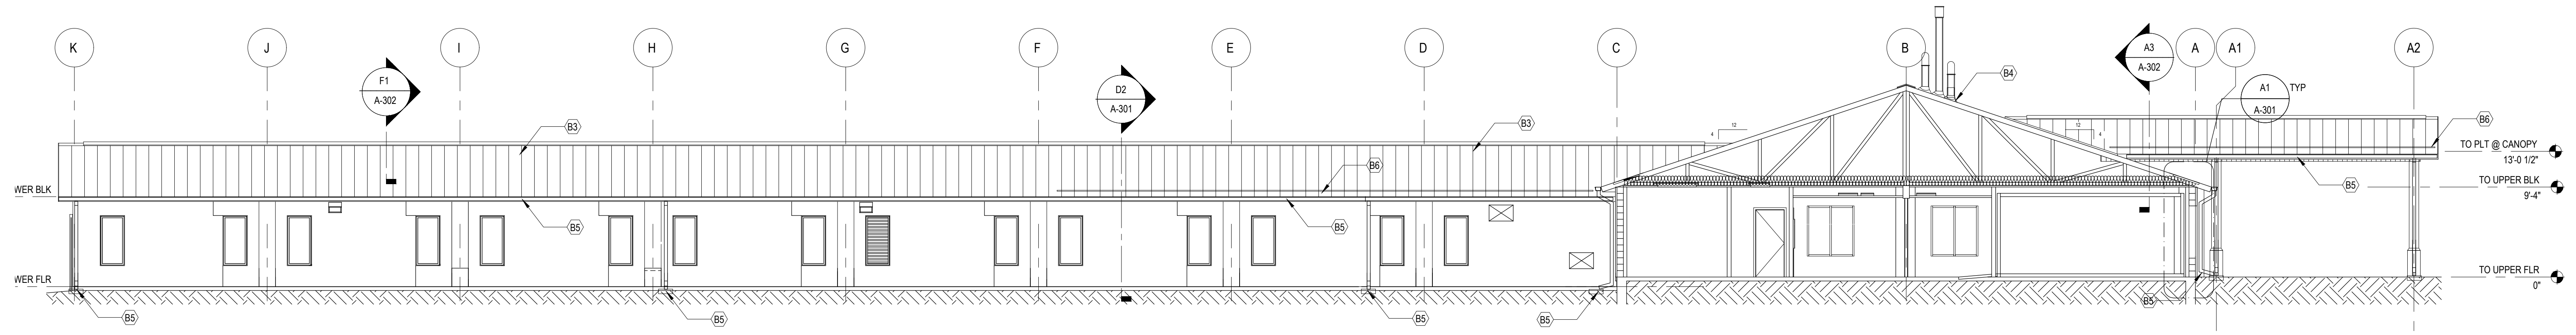 K J I H G F E D C B A A1 A2
F1
A-302
D2
A-301
A3
A-302
A1 TYP
A-301
B4
B3
B3
B6
B6
12
4
12
4
TO PLT @ CANOPY
13'-0 1/2"
WER BLK
TO UPPER BLK
9'-4"
B5
B5
B5
B5
WER FLR
TO UPPER FLR
0"
B5
B5
B5
B5
B5